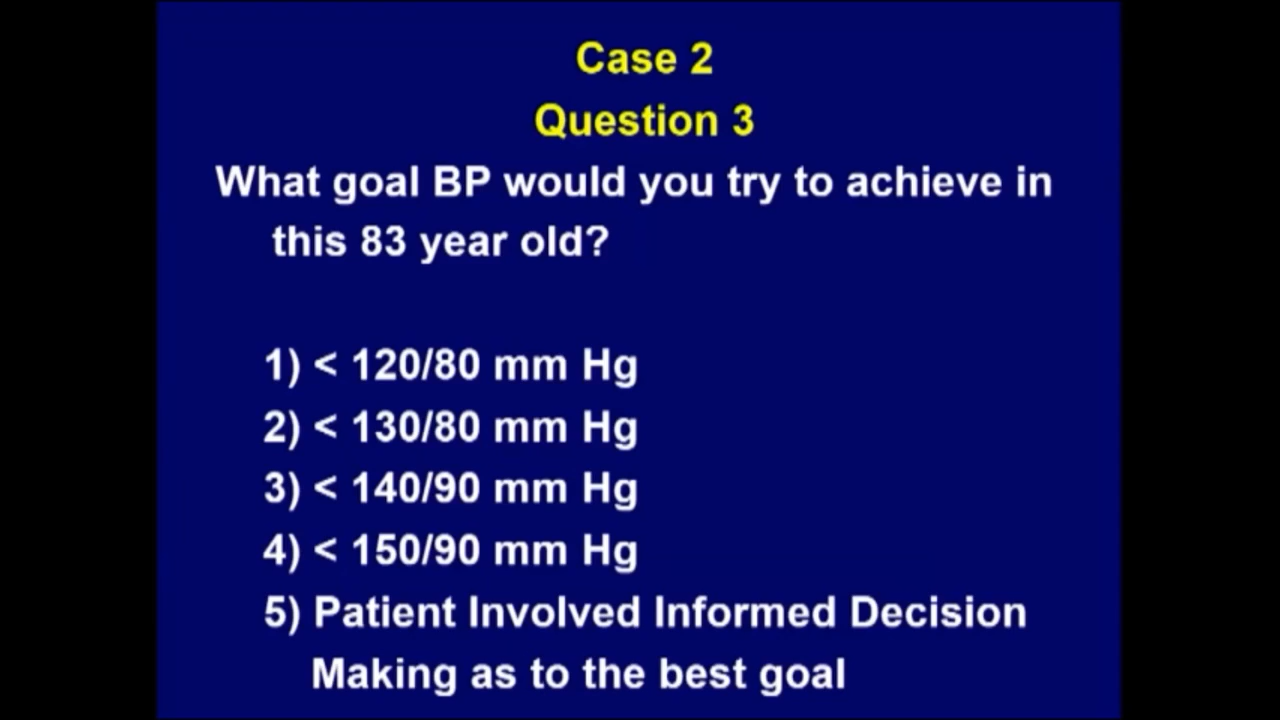 Case 2
Question 3
What goal BP would you try to achieve in
this 83 year old?
1) < 120/80 mm Hg
2) < 130/80 mm Hg
3) < 140/90 mm Hg
4) < 150/90 mm Hg
5) Patient Involved Informed Decision
Making as to the best goal